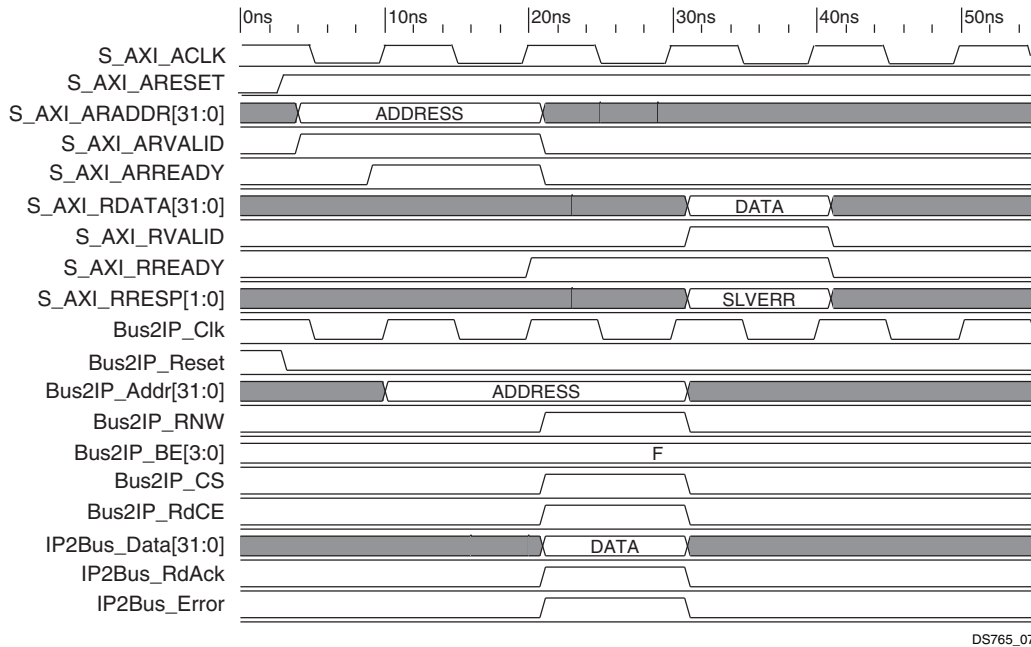 0ns 10ns 20ns 30ns 40ns 50ns
S_AXI_ACLK
S_AXI_ARESET
S_AXI_ARADDR[31:0] ADDRESS
S_AXI_ARVALID
S_AXI_ARREADY
S_AXI_RDATA[31:0] DATA
S_AXI_RVALID
S_AXI_RREADY
S_AXI_RRESP[1:0] SLVERR
Bus2IP_Clk
Bus2IP_Reset
Bus2IP_Addr[31:0] ADDRESS
Bus2IP_RNW
Bus2IP_BE[3:0] F
Bus2IP_CS
Bus2IP_RdCE
IP2Bus_Data[31:0] DATA
IP2Bus_RdAck
IP2Bus_Error
DS765_07